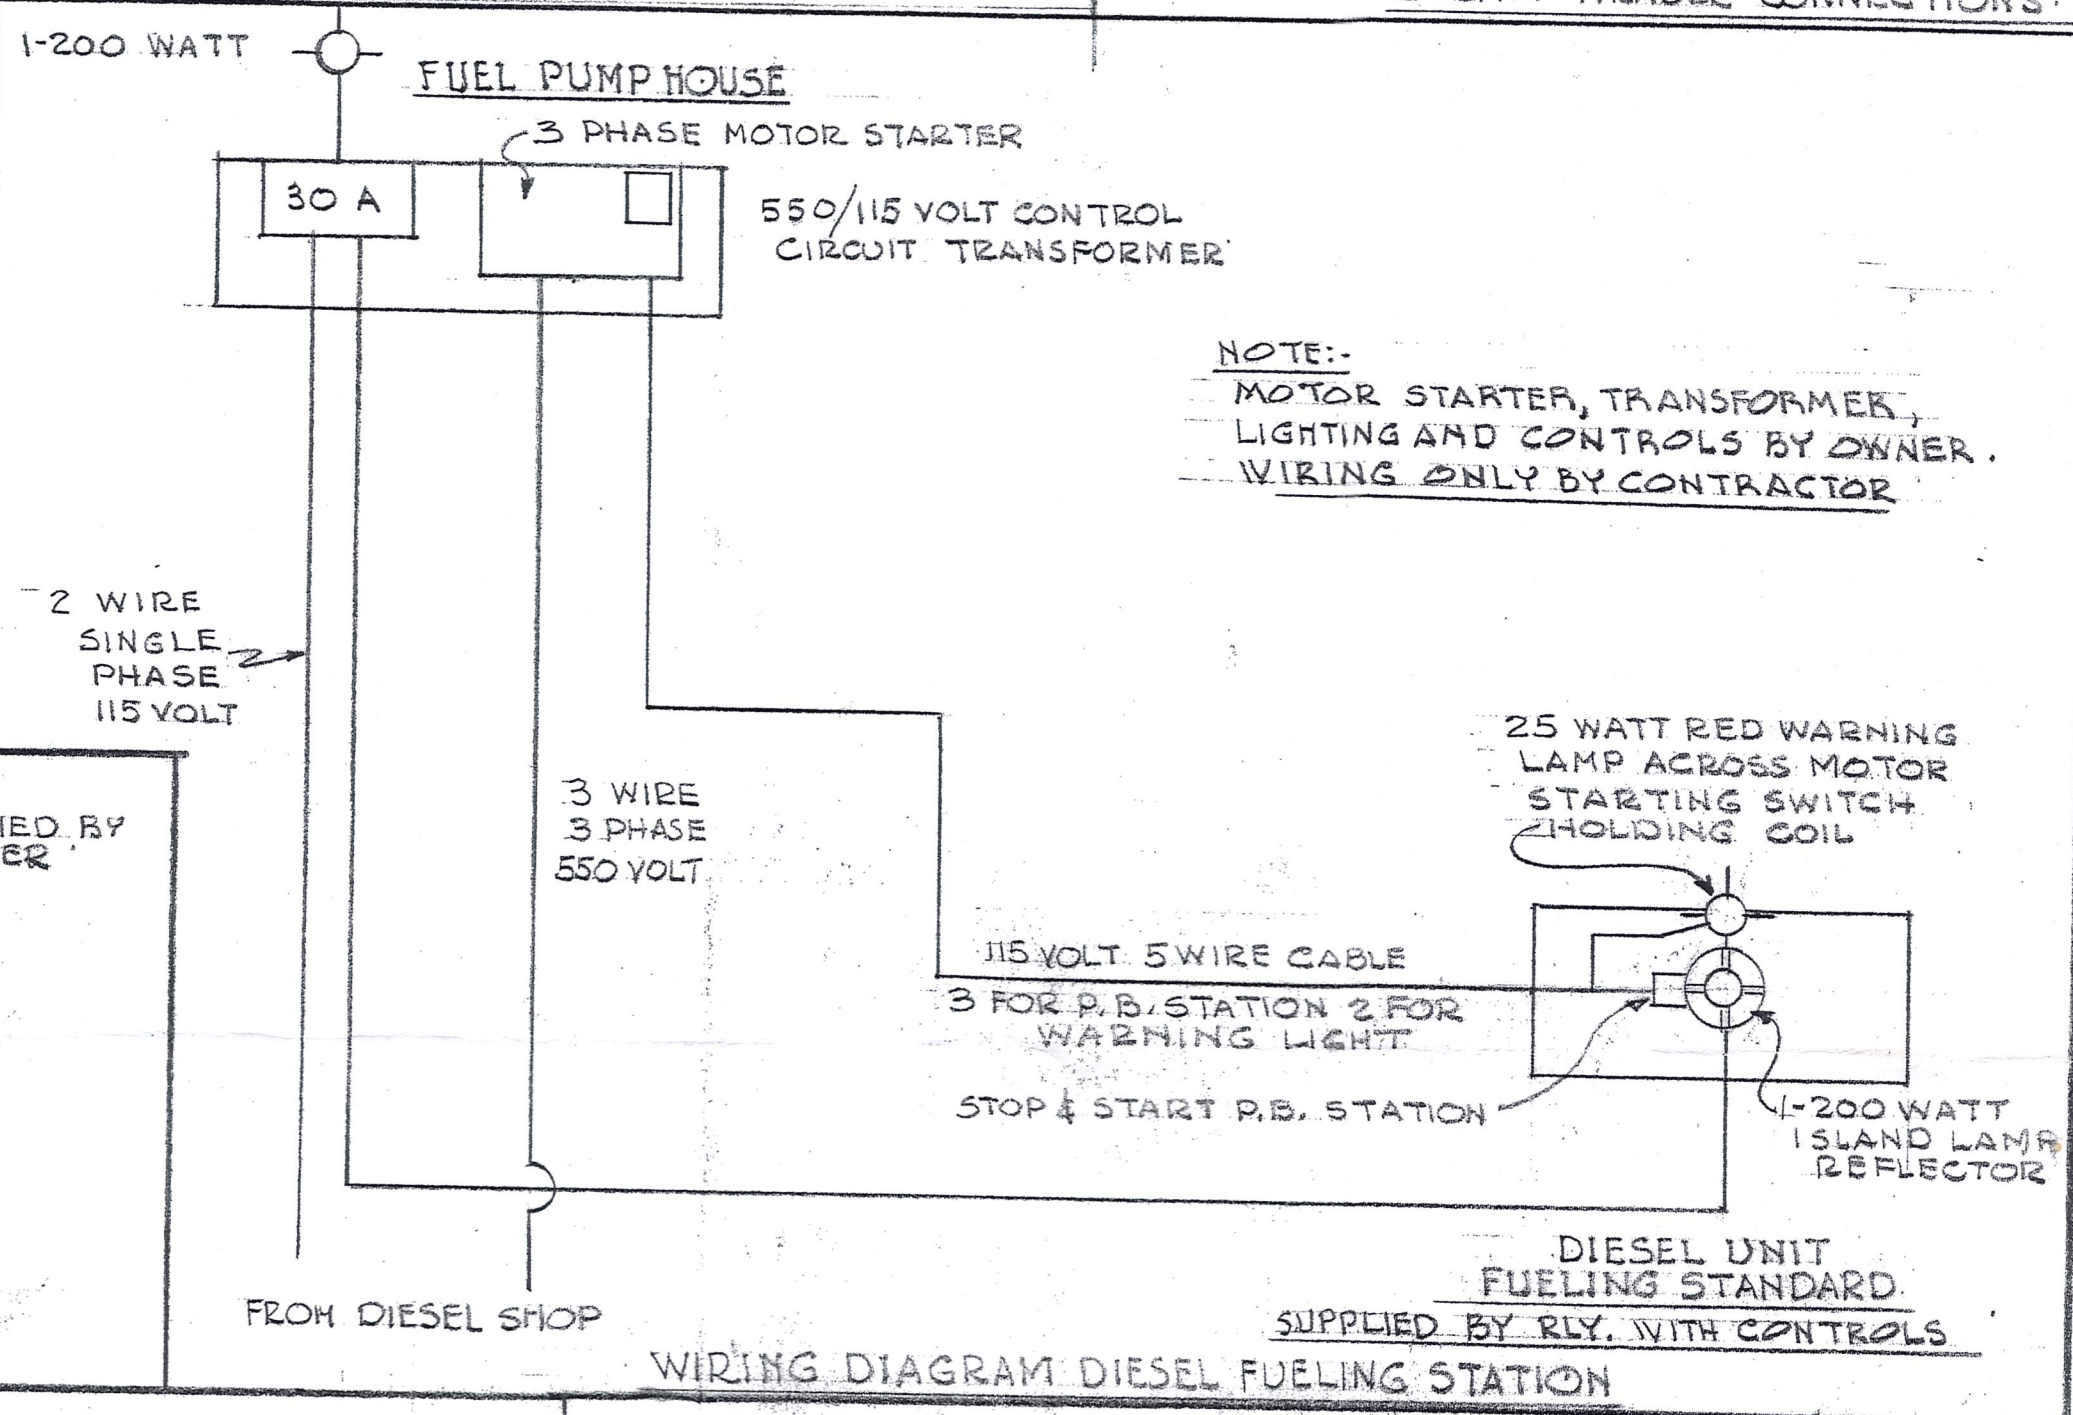 CONNECTIONS.
1-200 WATT
FUEL PUMP HOUSE
3 PHASE MOTOR STARTER
30 A
550/115 VOLT CONTROL
CIRCUIT TRANSFORMER
NOTE:-
MOTOR STARTER, TRANSFORMER,
LIGHTING AND CONTROLS BY OWNER.
WIRING ONLY BY CONTRACTOR
2 WIRE
SINGLE
PHASE
115 VOLT
3 WIRE
3 PHASE
550 VOLT
25 WATT RED WARNING
LAMP ACROSS MOTOR
STARTING SWITCH
HOLDING COIL
BY
115 VOLT 5 WIRE CABLE
3 FOR P.B. STATION 2 FOR
WARNING LIGHT
STOP & START P.B. STATION
1-200 WATT
ISLAND LAMP
REFLECTOR
FROM DIESEL SHOP
DIESEL UNIT
FUELING STANDARD
SUPPLIED BY RLY. WITH CONTROLS
WIRING DIAGRAM DIESEL FUELING STATION